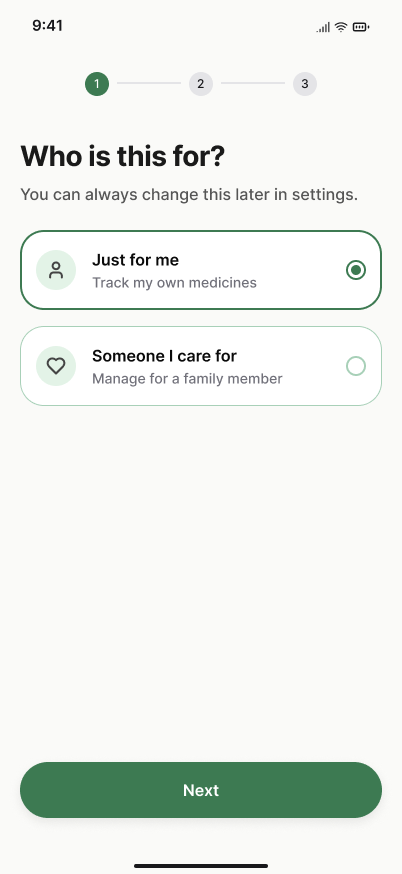 9:41
1 2 3
Who is this for?
You can always change this later in settings.
Just for me
Track my own medicines
Someone I care for
Manage for a family member
Next